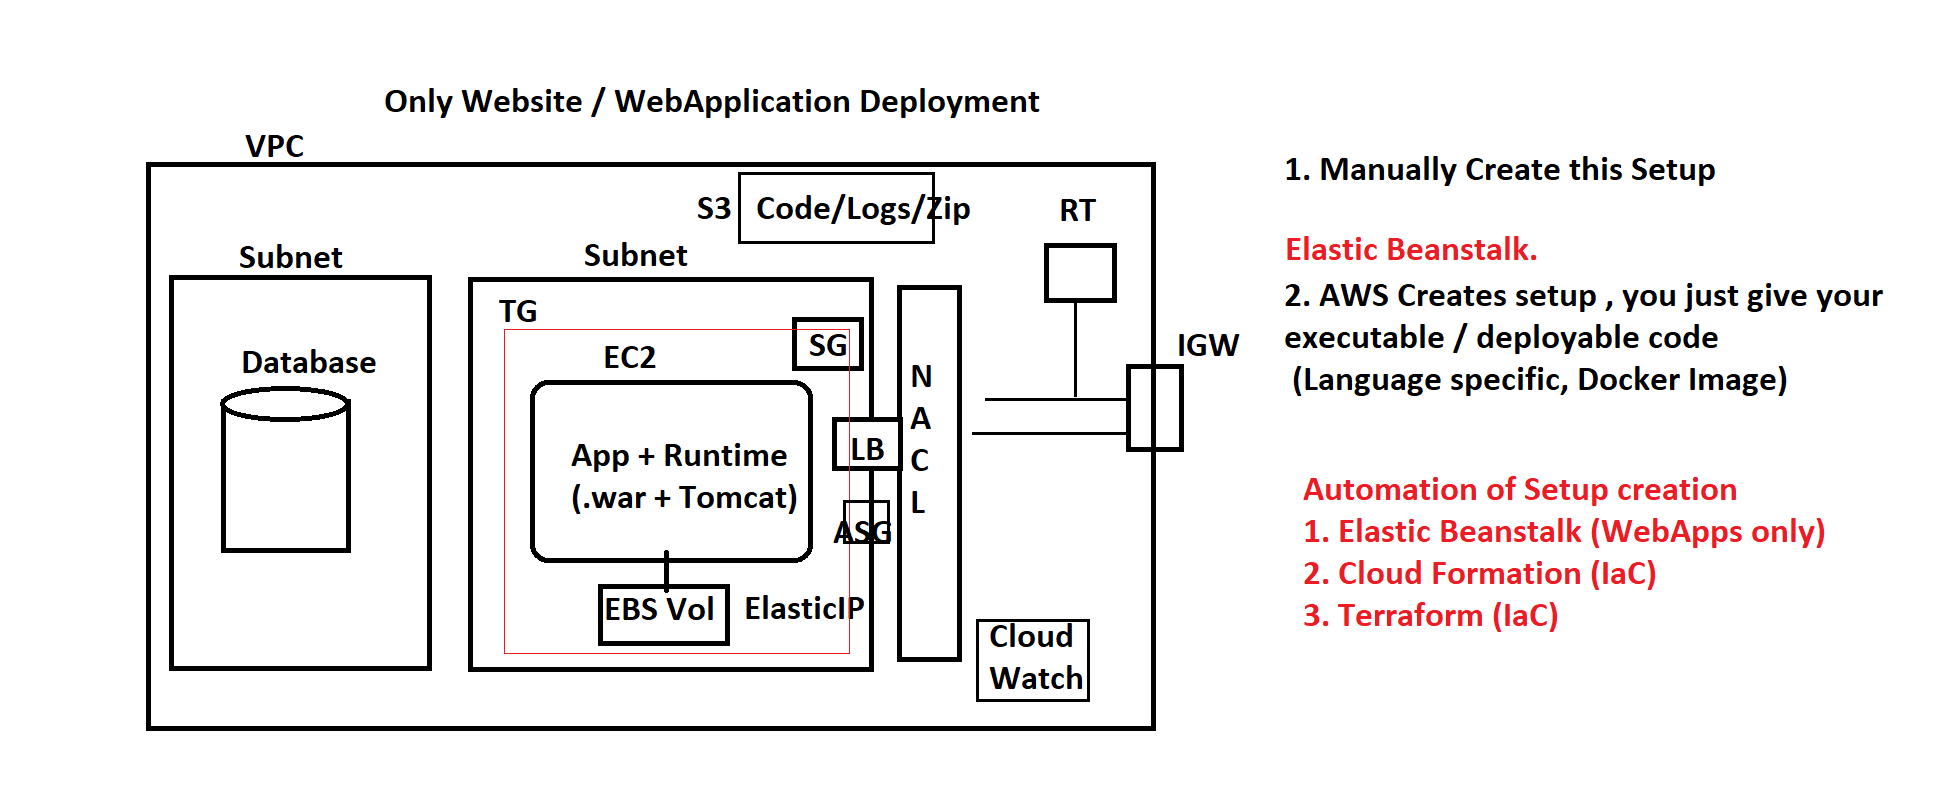 Only Website / WebApplication Deployment
VPC
S3
Code/Logs/Zip
RT
Subnet
Subnet
TG
SG
EC2
Database
IGW
N
A
C
L
App + Runtime
(.war + Tomcat)
LB
ASG
EBS Vol
ElasticIP
Cloud
Watch
1. Manually Create this Setup
Elastic Beanstalk.
2. AWS Creates setup , you just give your
executable / deployable code
(Language specific, Docker Image)
Automation of Setup creation
1. Elastic Beanstalk (WebApps only)
2. Cloud Formation (IaC)
3. Terraform (IaC)